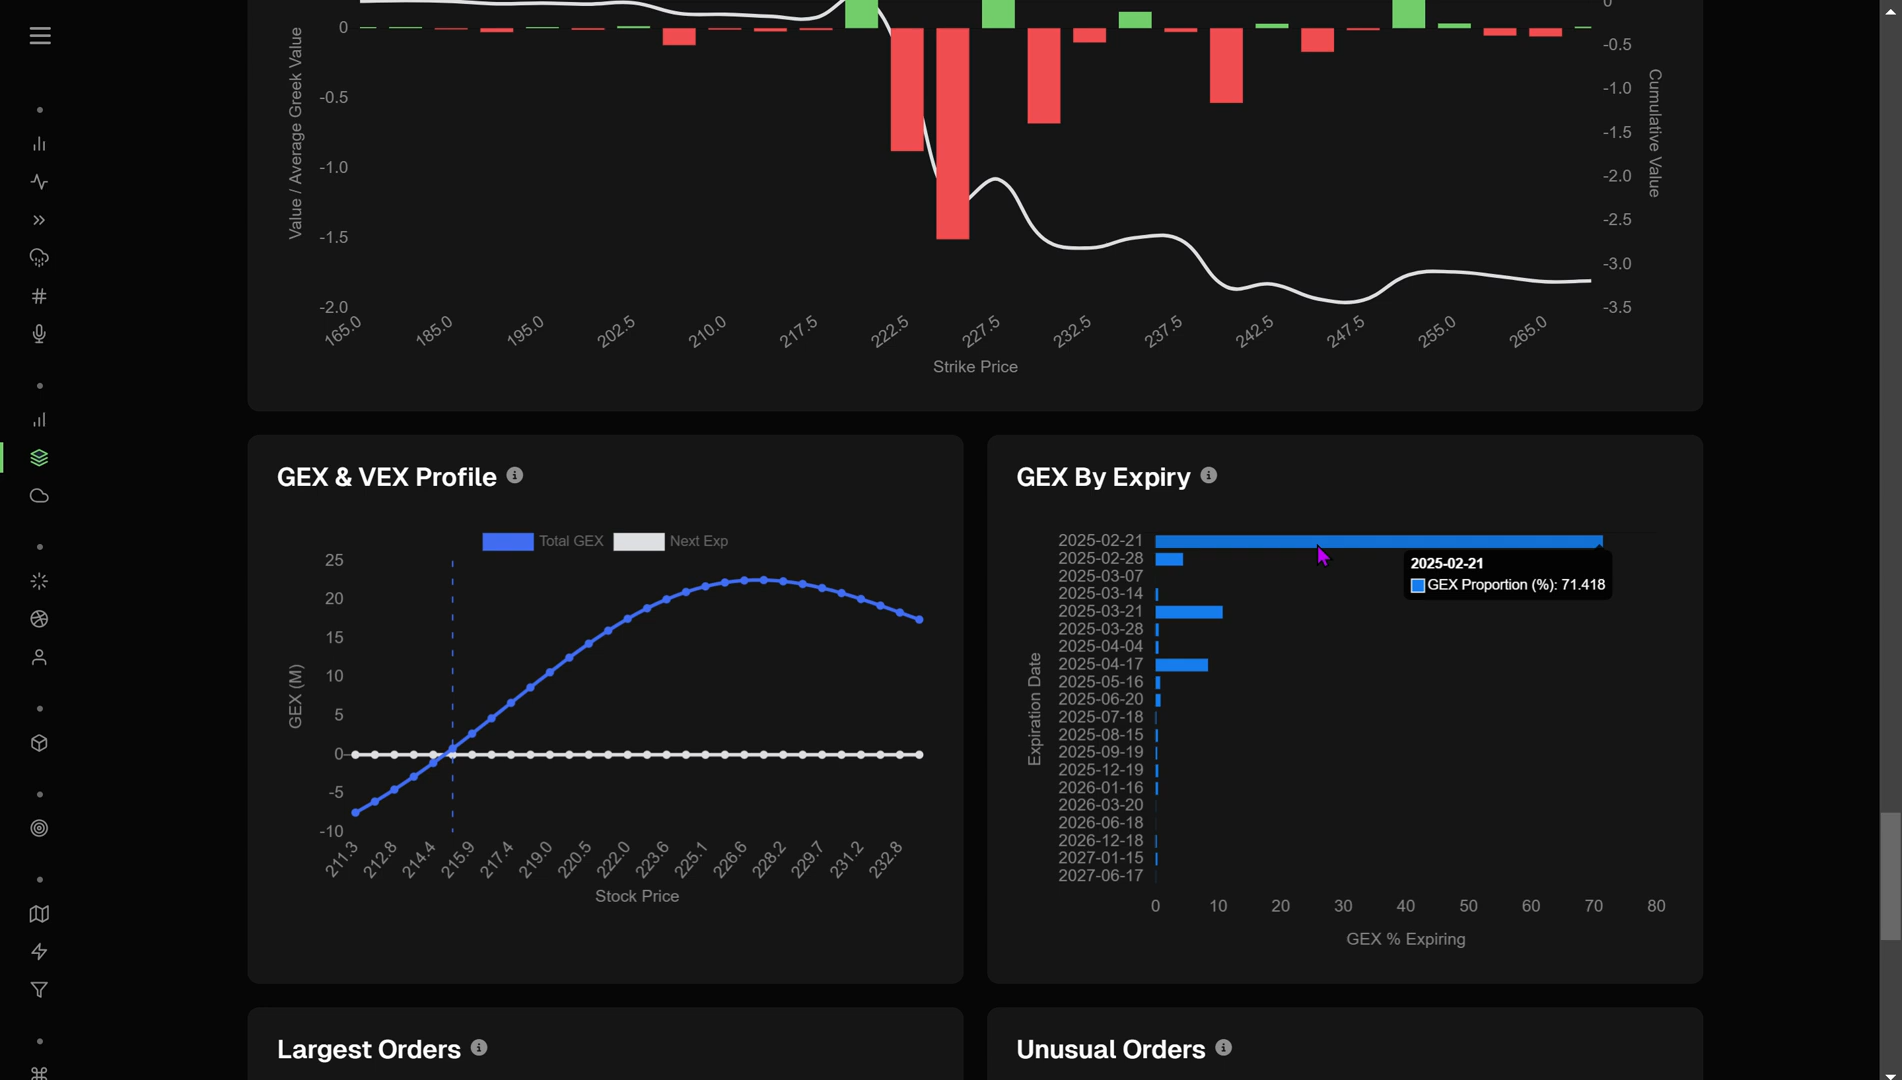 0
-0.5
-1.0
-1.5
-2.0
Value / Average Greek Value
0
-0.5
-1.0
-1.5
-2.0
-2.5
-3.0
-3.5
Cumulative Value
165.0 185.0 195.0 202.5 210.0 217.5 222.5 227.5 232.5 237.5 242.5 247.5 255.0 265.0
Strike Price
GEX & VEX Profile
Total GEX Next Exp
25
20
15
10
5
0
-5
-10
GEX (M)
211.3 212.8 214.4 215.9 217.4 219.0 220.5 222.0 223.6 225.1 226.6 228.2 229.7 231.2 232.8
Stock Price
GEX By Expiry
2025-02-21
2025-02-28
2025-03-07
2025-03-14
2025-03-21
2025-03-28
2025-04-04
2025-04-17
2025-05-16
2025-06-20
2025-07-18
2025-08-15
2025-09-19
2025-12-19
2026-01-16
2026-03-20
2026-06-18
2026-12-18
2027-01-15
2027-06-17
Expiration Date
2025-02-21
GEX Proportion (%): 71.418
0 10 20 30 40 50 60 70 80
GEX % Expiring
Largest Orders
Unusual Orders